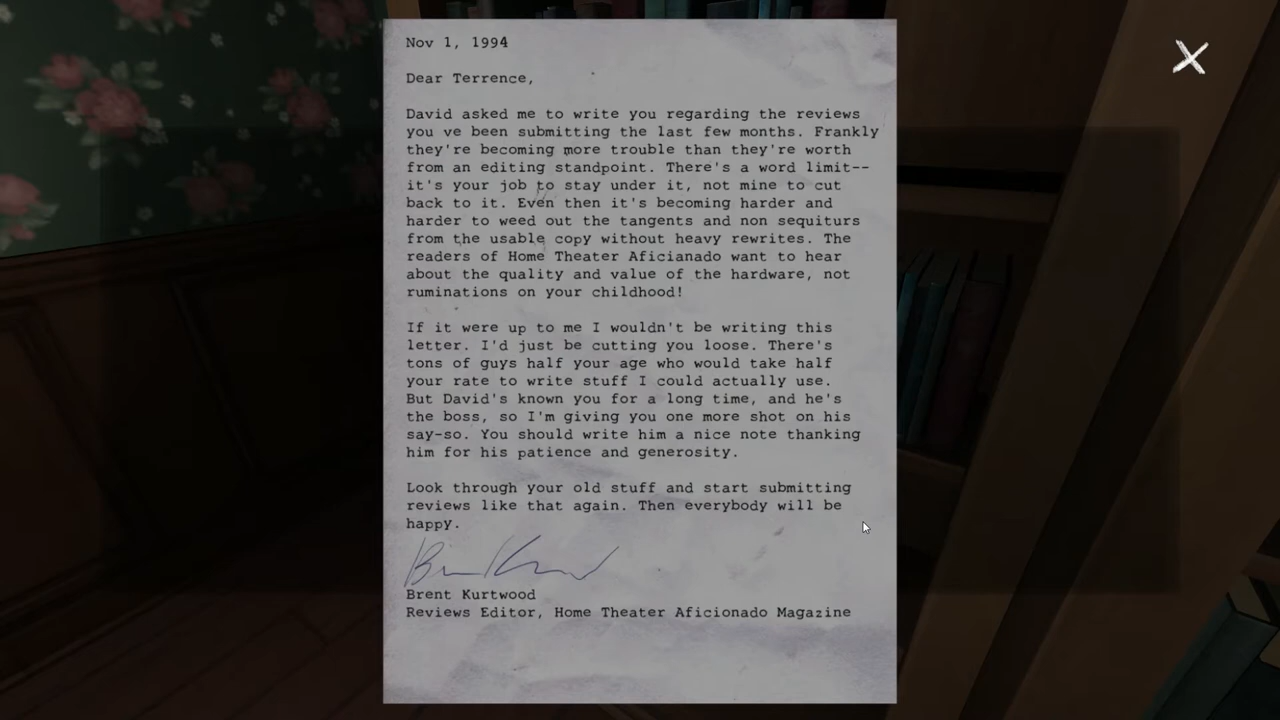 Nov 1, 1994
Dear Terrence,
David asked me to write you regarding the reviews
you ve been submitting the last few months. Frankly
they're becoming more trouble than they're worth
from an editing standpoint. There's a word limit--
it's your job to stay under it, not mine to cut
back to it. Even then it's becoming harder and
harder to weed out the tangents and non sequiturs
from the usable copy without heavy rewrites. The
readers of Home Theater Aficianado want to hear
about the quality and value of the hardware, not
ruminations on your childhood!
If it were up to me I wouldn't be writing this
letter. I'd just be cutting you loose. There's
tons of guys half your age who would take half
your rate to write stuff I could actually use.
But David's known you for a long time, and he's
the boss, so I'm giving you one more shot on his
say-so. You should write him a nice note thanking
him for his patience and generosity.
Look through your old stuff and start submitting
reviews like that again. Then everybody will be
happy.
Brent Kurtwood
Reviews Editor, Home Theater Aficionado Magazine